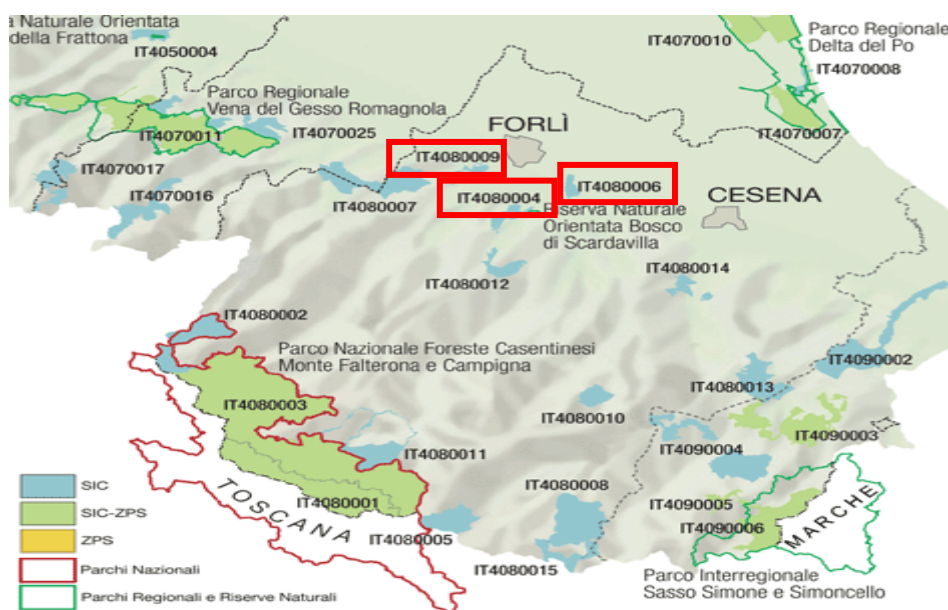 a Naturale Orientata
della Frattona
IT4050004
IT4070010
Parco Regionale
Delta del Po
IT4070008
Parco Regionale
Vena del Gesso Romagnola
IT4070011
IT4070025
FORLÌ
IT4070007
IT4080009
IT4070017
IT4070016
IT4080007
IT4080004
IT4080006
CESENA
Riserva Naturale
Orientata Bosco
di Scardavilla
IT4080012
IT4080014
IT4080002
Parco Nazionale Foreste Casentinesi
Monte Falterona e Campigna
IT4090002
IT4080013
IT4080003
IT4080010
IT4090003
IT4080011
IT4090004
IT4080008
IT4080001
IT4090005
IT4090006
TOSCANA
MARCHE
IT4080005
IT4080015
Parco Interregionale
Sasso Simone e Simoncello
SIC
SIC-ZPS
ZPS
Parchi Nazionali
Parchi Regionali e Riserve Naturali